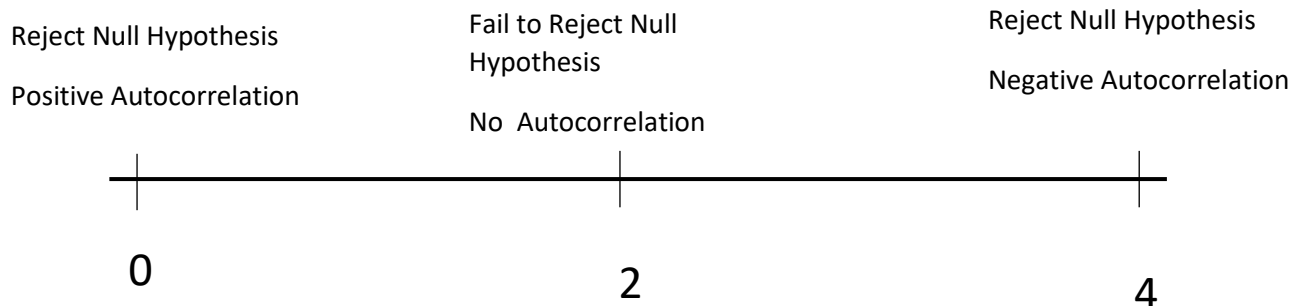 Reject Null Hypothesis
Positive Autocorrelation
Fail to Reject Null
Hypothesis
No Autocorrelation
Reject Null Hypothesis
Negative Autocorrelation
0
2
4